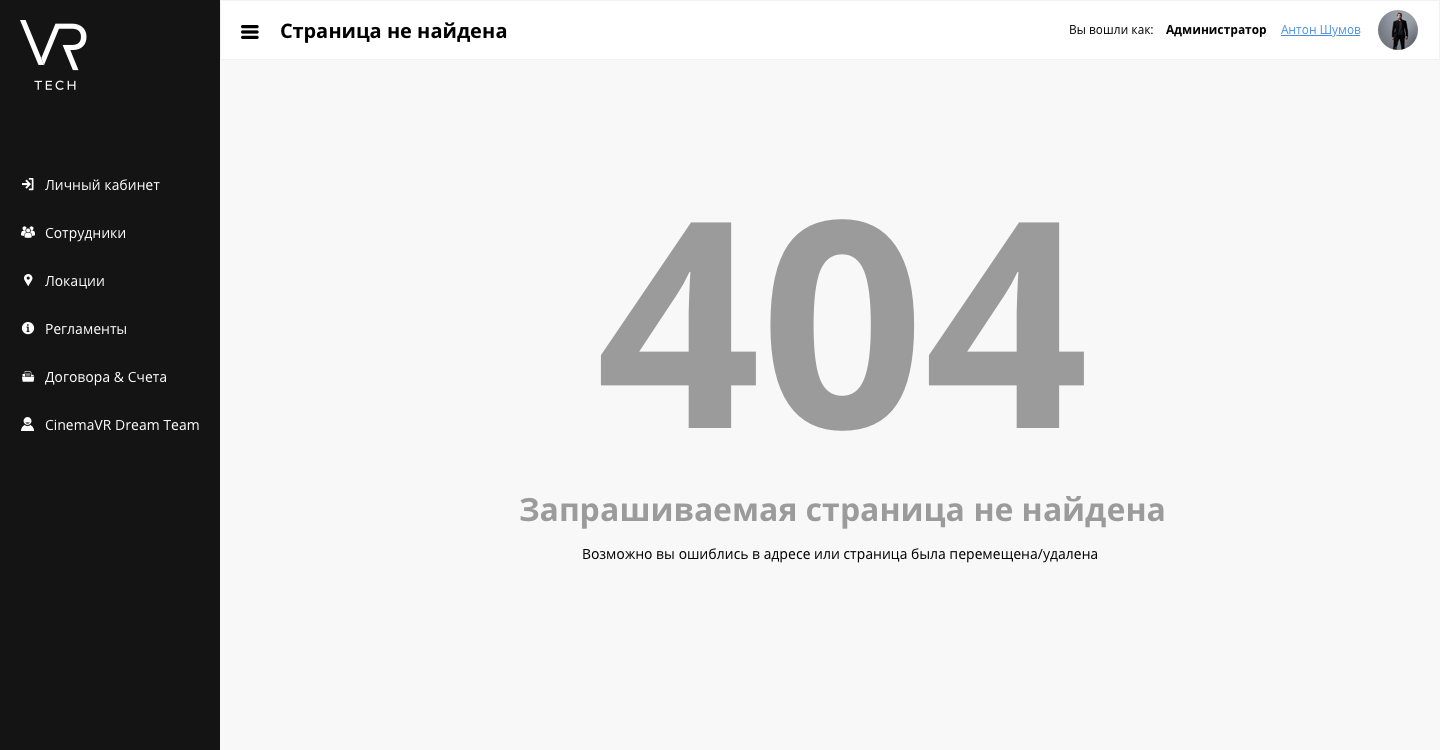 VR
TECH
Страница не найдена
Вы вошли как: Администратор Антон Шумов
Личный кабинет
Сотрудники
Локации
Регламенты
Договора & Счета
CinemaVR Dream Team
404
Запрашиваемая страница не найдена
Возможно вы ошиблись в адресе или страница была перемещена/удалена